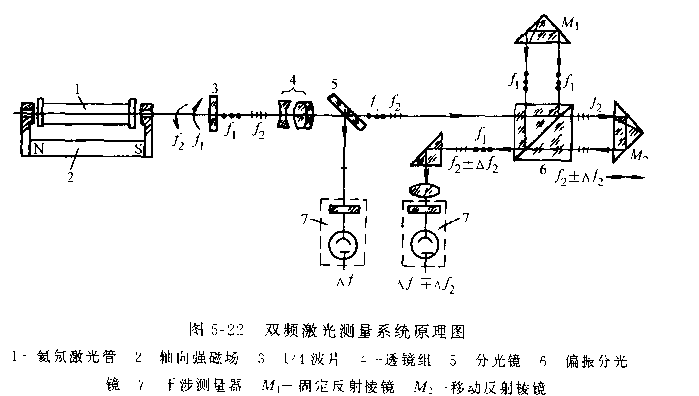 M₁
1
3
4
5
f₂ f₁
f₁ f₂
f₁ f₂
f₁ f₁
f₂
N S
2
f₁
f₂±Δf₂
6
f₂±Δf₂
M₂
7
7
Δf
Δf∓Δf₂
图 5-22 双频激光测量系统原理图
1- 氦氖激光管 2 轴向强磁场 3 1/4波片 4-透镜组 5 分光镜 6 偏振分光
镜 7 干涉测量器 M₁-固定反射棱镜 M₂-移动反射棱镜